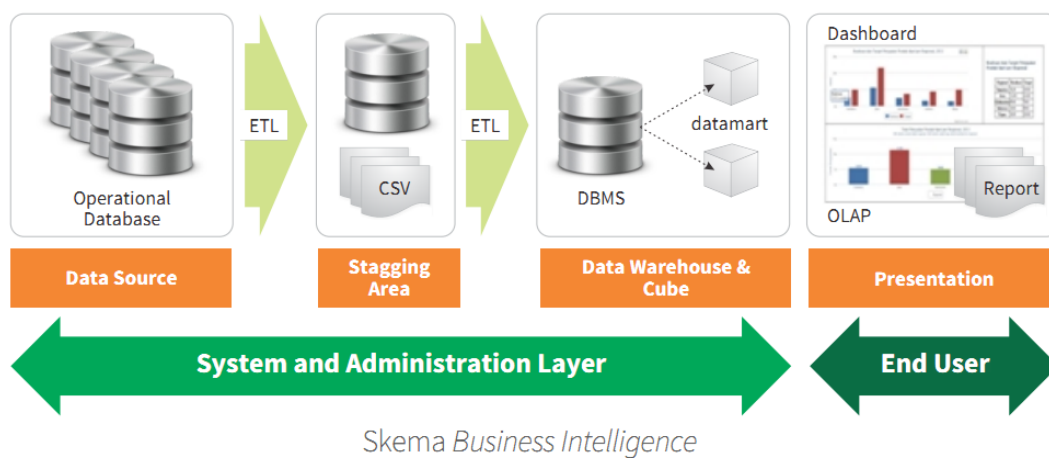 Operational
Database
ETL
CSV
ETL
DBMS
datamart
Dashboard
OLAP
Report
Data Source
Stagging
Area
Data Warehouse &
Cube
Presentation
System and Administration Layer
End User
Skema Business Intelligence